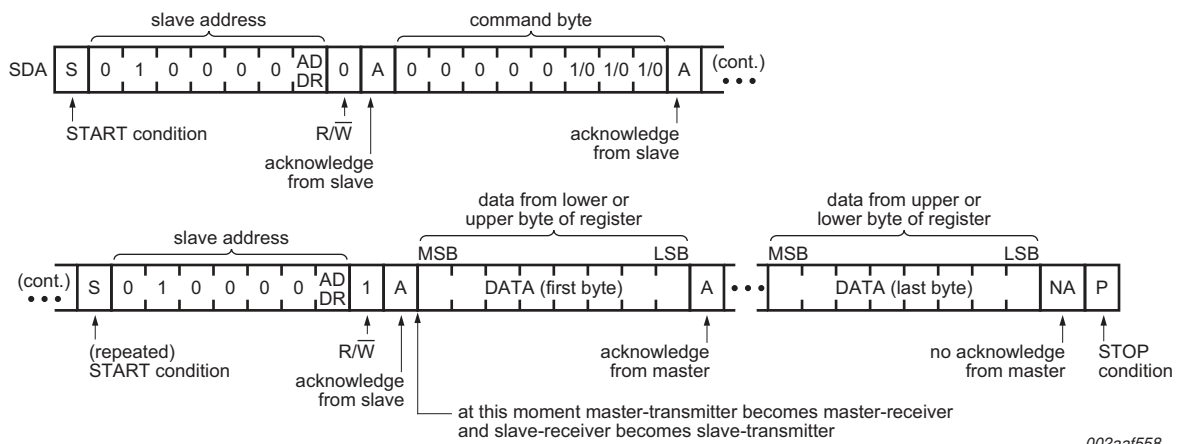 slave address
command byte
SDA S 0 1 0 0 0 0 AD DR 0 A 0 0 0 0 0 1/0 1/0 1/0 A (cont.)
START condition
R/W
acknowledge
from slave
acknowledge
from slave
data from lower or
upper byte of register
data from upper or
lower byte of register
slave address
MSB LSB MSB LSB
(cont.) S 0 1 0 0 0 0 AD DR 1 A DATA (first byte) A DATA (last byte) NA P
(repeated)
START condition
R/W
acknowledge
from slave
acknowledge
from master
no acknowledge
from master
STOP
condition
at this moment master-transmitter becomes master-receiver
and slave-receiver becomes slave-transmitter
002aaf558